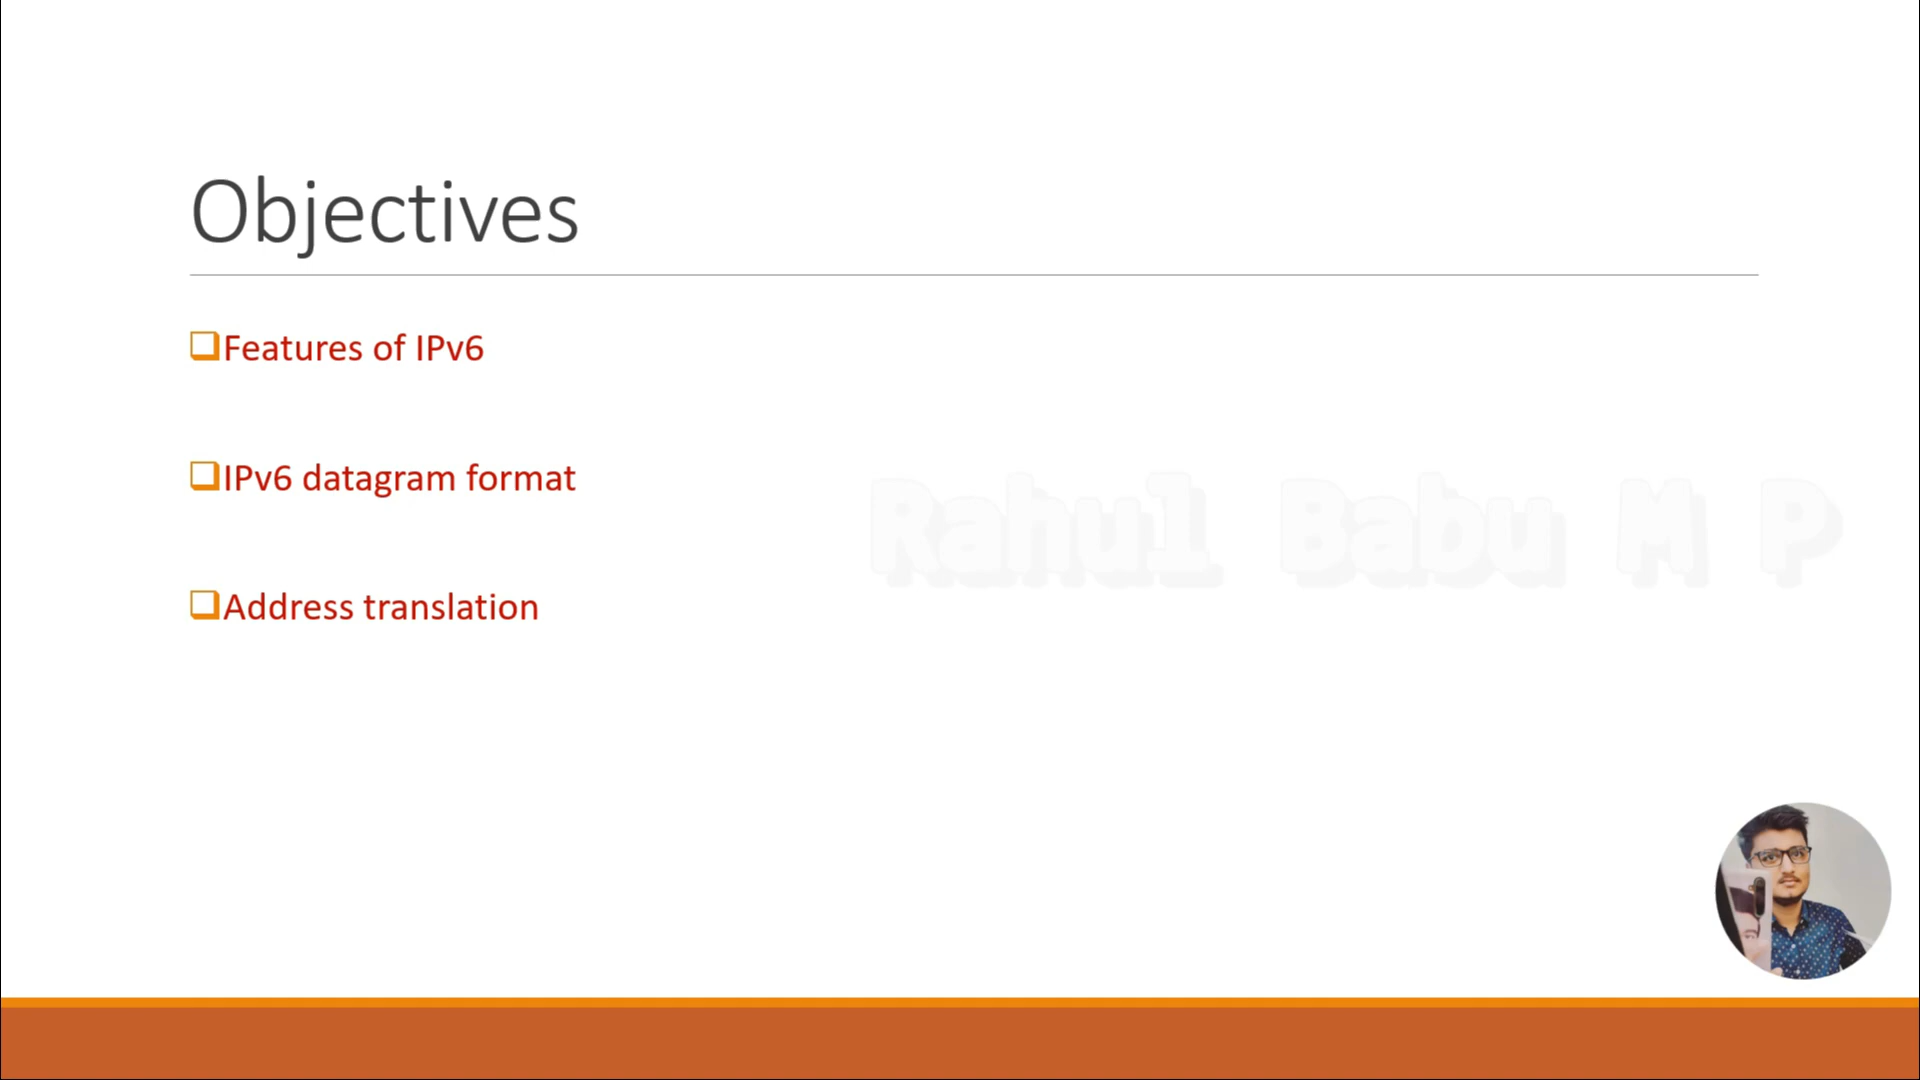 Objectives
Features of IPv6
IPv6 datagram format
Rahul Babu M P
Address translation